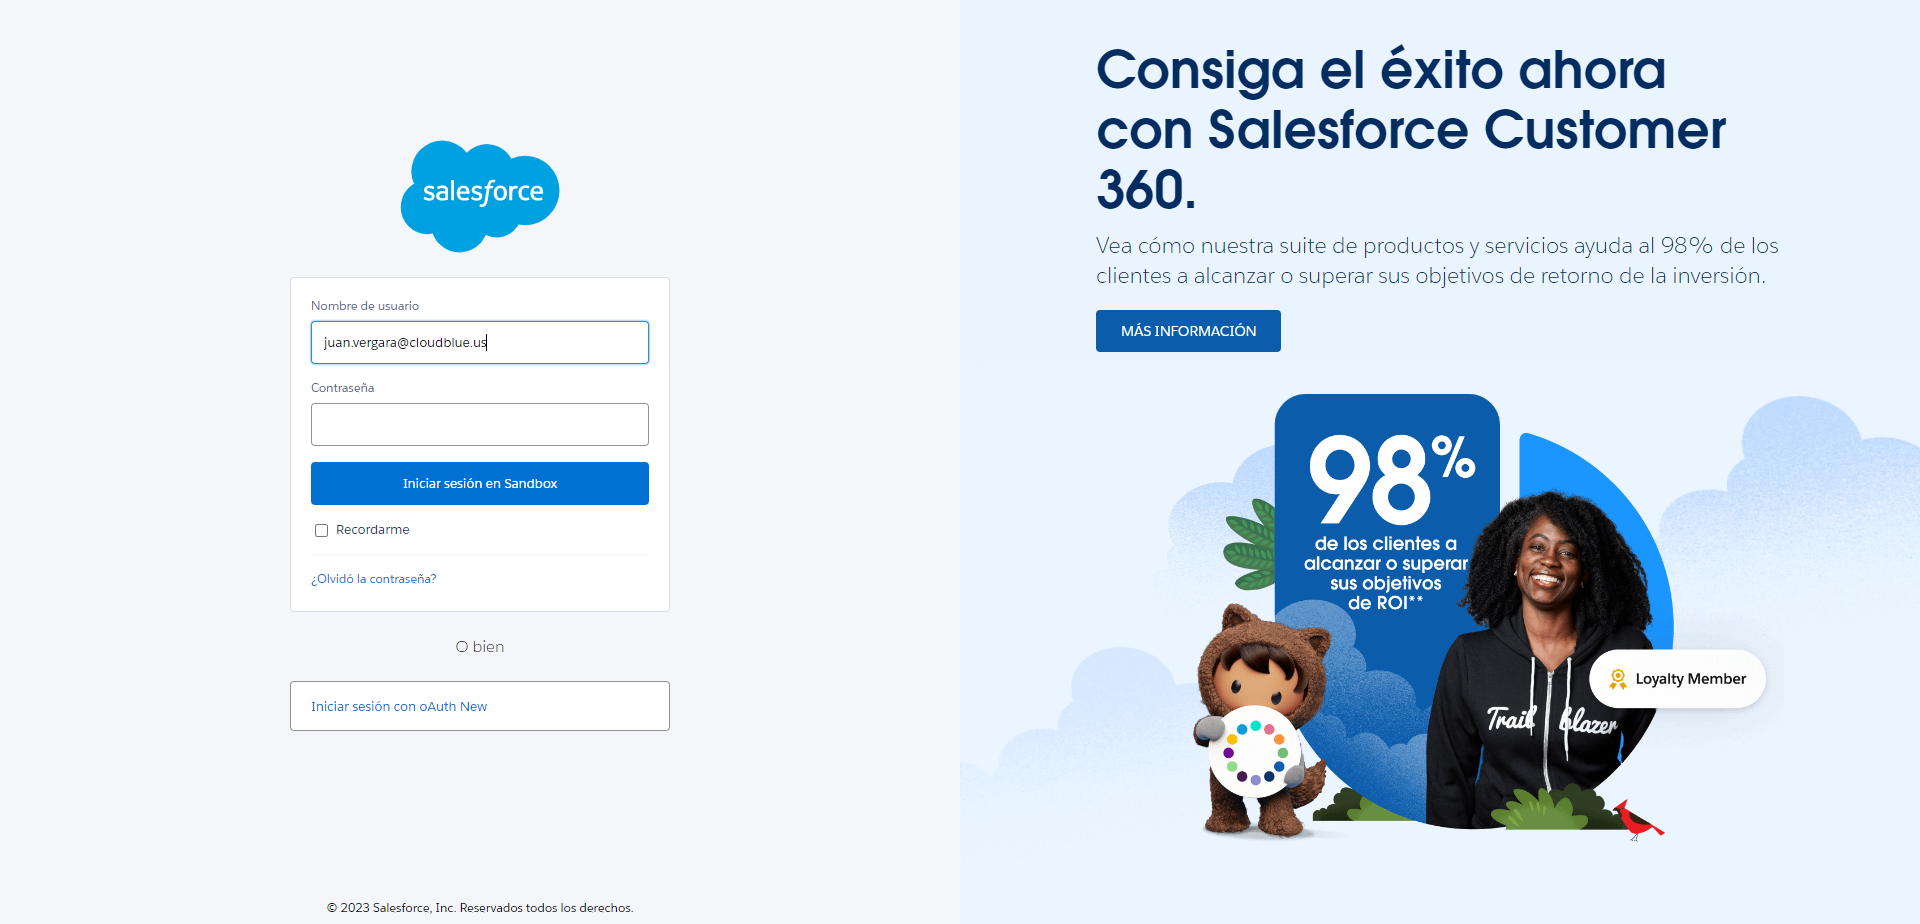 salesforce
Nombre de usuario
juan.vergara@cloudblue.us
Contraseña
Iniciar sesión en Sandbox
Recordarme
¿Olvidó la contraseña?
O bien
Iniciar sesión con oAuth New
© 2023 Salesforce, Inc. Reservados todos los derechos.
Consiga el éxito ahora
con Salesforce Customer
360.
Vea cómo nuestra suite de productos y servicios ayuda al 98% de los
clientes a alcanzar o superar sus objetivos de retorno de la inversión.
MÁS INFORMACIÓN
98%
de los clientes a
alcanzar o superar
sus objetivos
de ROI**
Loyalty Member
Trail blazer